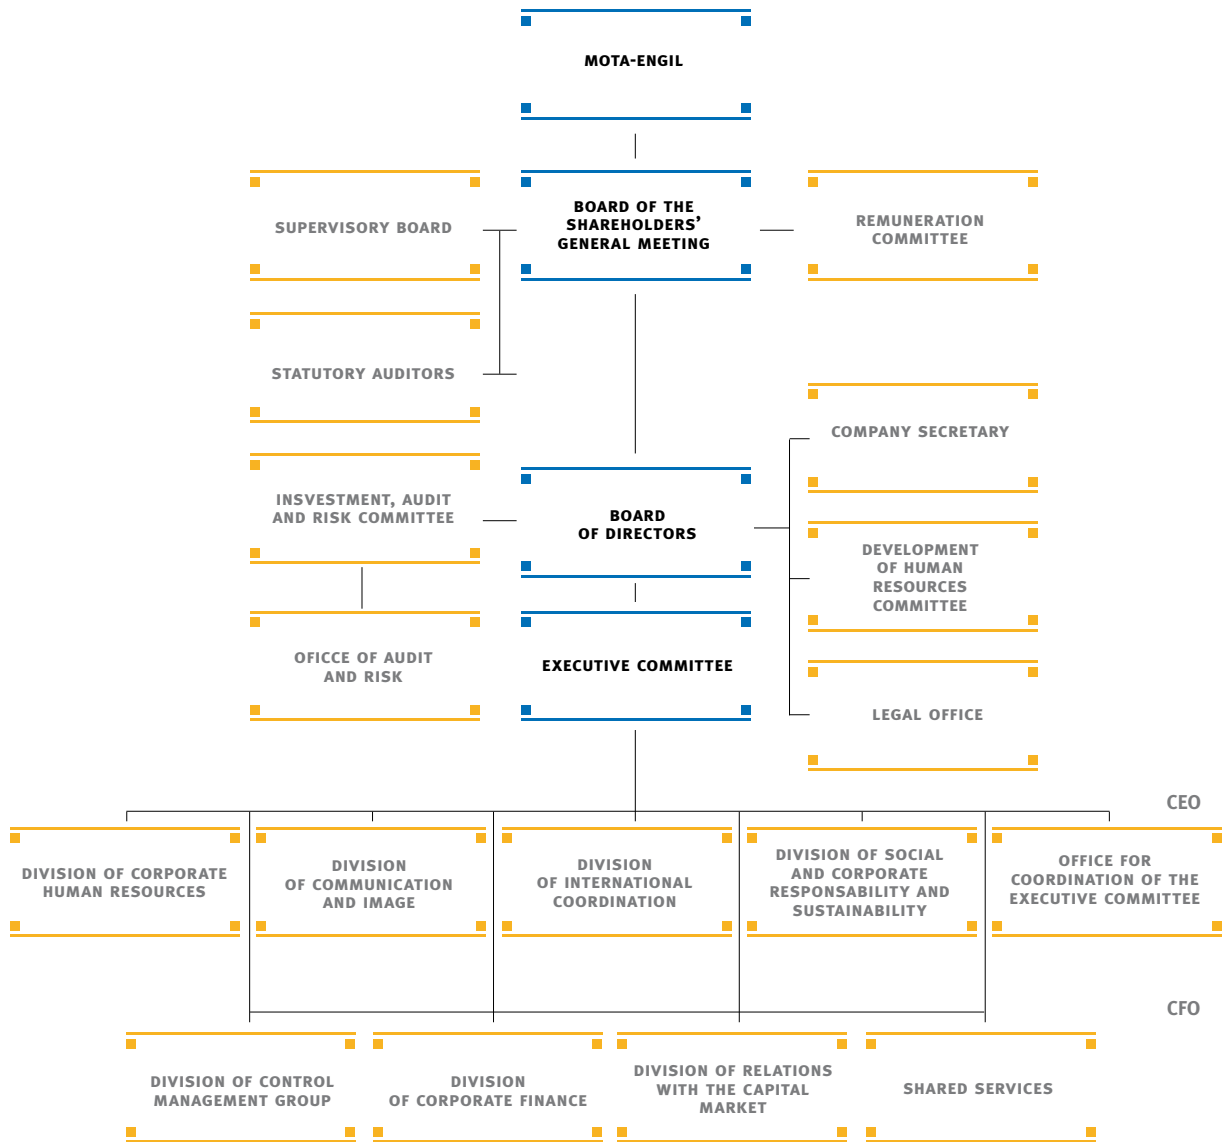 MOTA-ENGIL
SUPERVISORY BOARD
BOARD OF THE
SHAREHOLDERS'
GENERAL MEETING
REMUNERATION
COMMITTEE
STATUTORY AUDITORS
COMPANY SECRETARY
INSVESTMENT, AUDIT
AND RISK COMMITTEE
BOARD
OF DIRECTORS
DEVELOPMENT
OF HUMAN
RESOURCES
COMMITTEE
OFICCE OF AUDIT
AND RISK
EXECUTIVE COMMITTEE
LEGAL OFFICE
CEO
DIVISION OF CORPORATE
HUMAN RESOURCES
DIVISION
OF COMMUNICATION
AND IMAGE
DIVISION
OF INTERNATIONAL
COORDINATION
DIVISION OF SOCIAL
AND CORPORATE
RESPONSABILITY AND
SUSTAINABILITY
OFFICE FOR
COORDINATION OF THE
EXECUTIVE COMMITTEE
CFO
DIVISION OF CONTROL
MANAGEMENT GROUP
DIVISION
OF CORPORATE FINANCE
DIVISION OF RELATIONS
WITH THE CAPITAL
MARKET
SHARED SERVICES